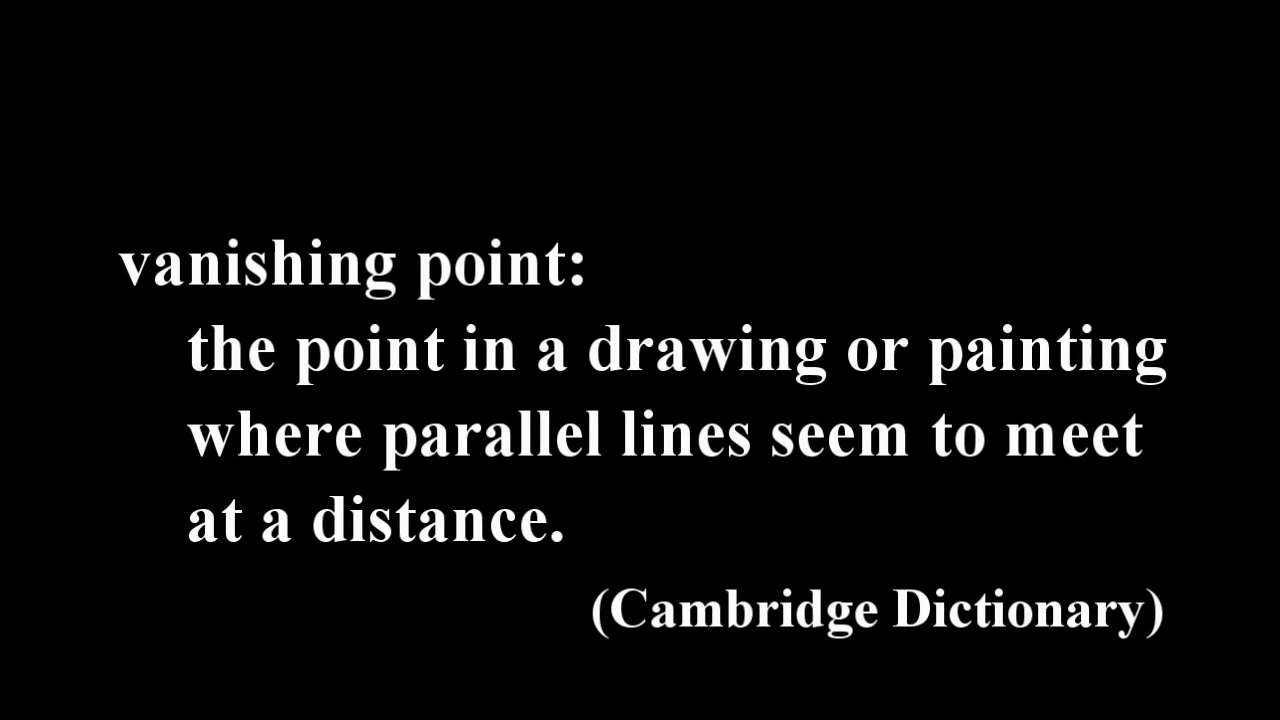 vanishing point:
the point in a drawing or painting
where parallel lines seem to meet
at a distance.
(Cambridge Dictionary)